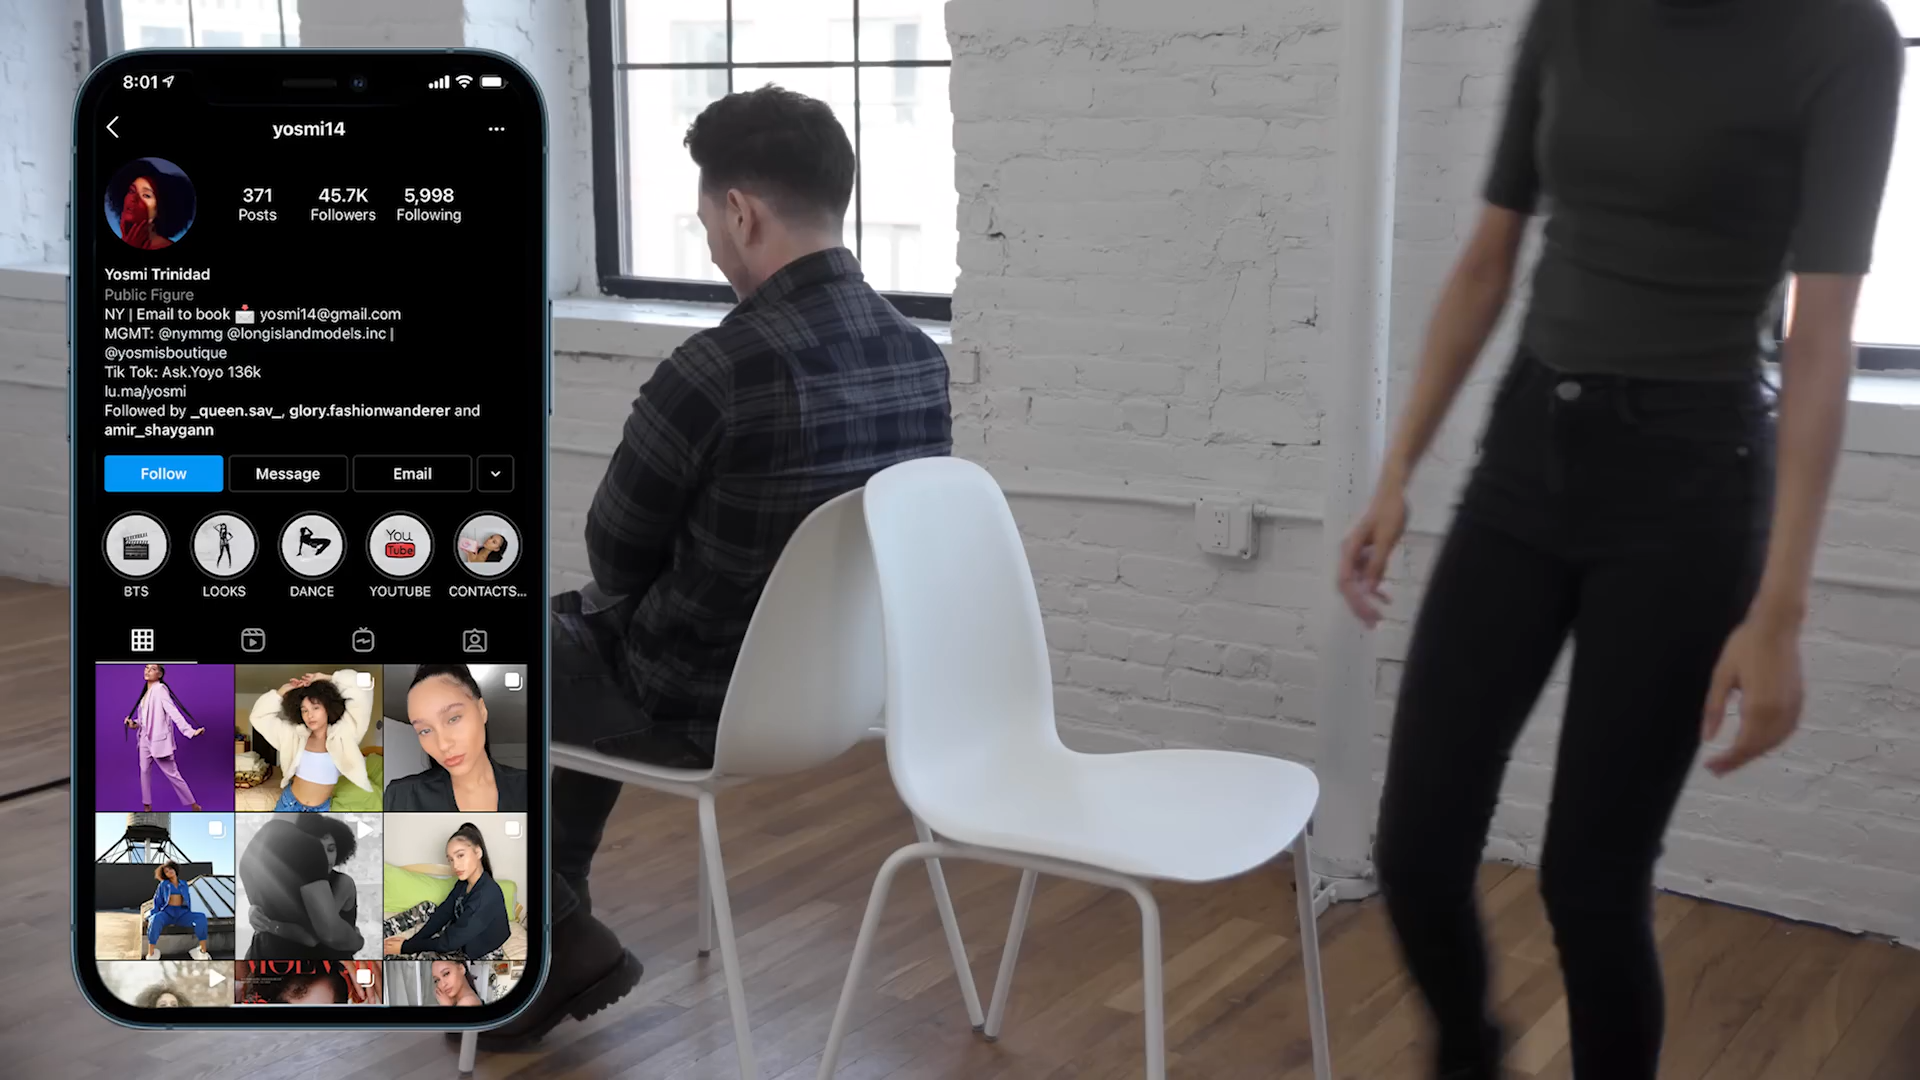 8:01
yosmi14
371 45.7K 5,998
Posts Followers Following
Yosmi Trinidad
Public Figure
NY | Email to book 📩 yosmi14@gmail.com
MGMT: @nymmg @longislandmodels.inc |
@yosmisboutique
Tik Tok: Ask.Yoyo 136k
lu.ma/yosmi
Followed by _queen.sav_, glory.fashionwanderer and
amir_shaygann
Follow Message Email
You
Tube
BTS LOOKS DANCE YOUTUBE CONTACTS...